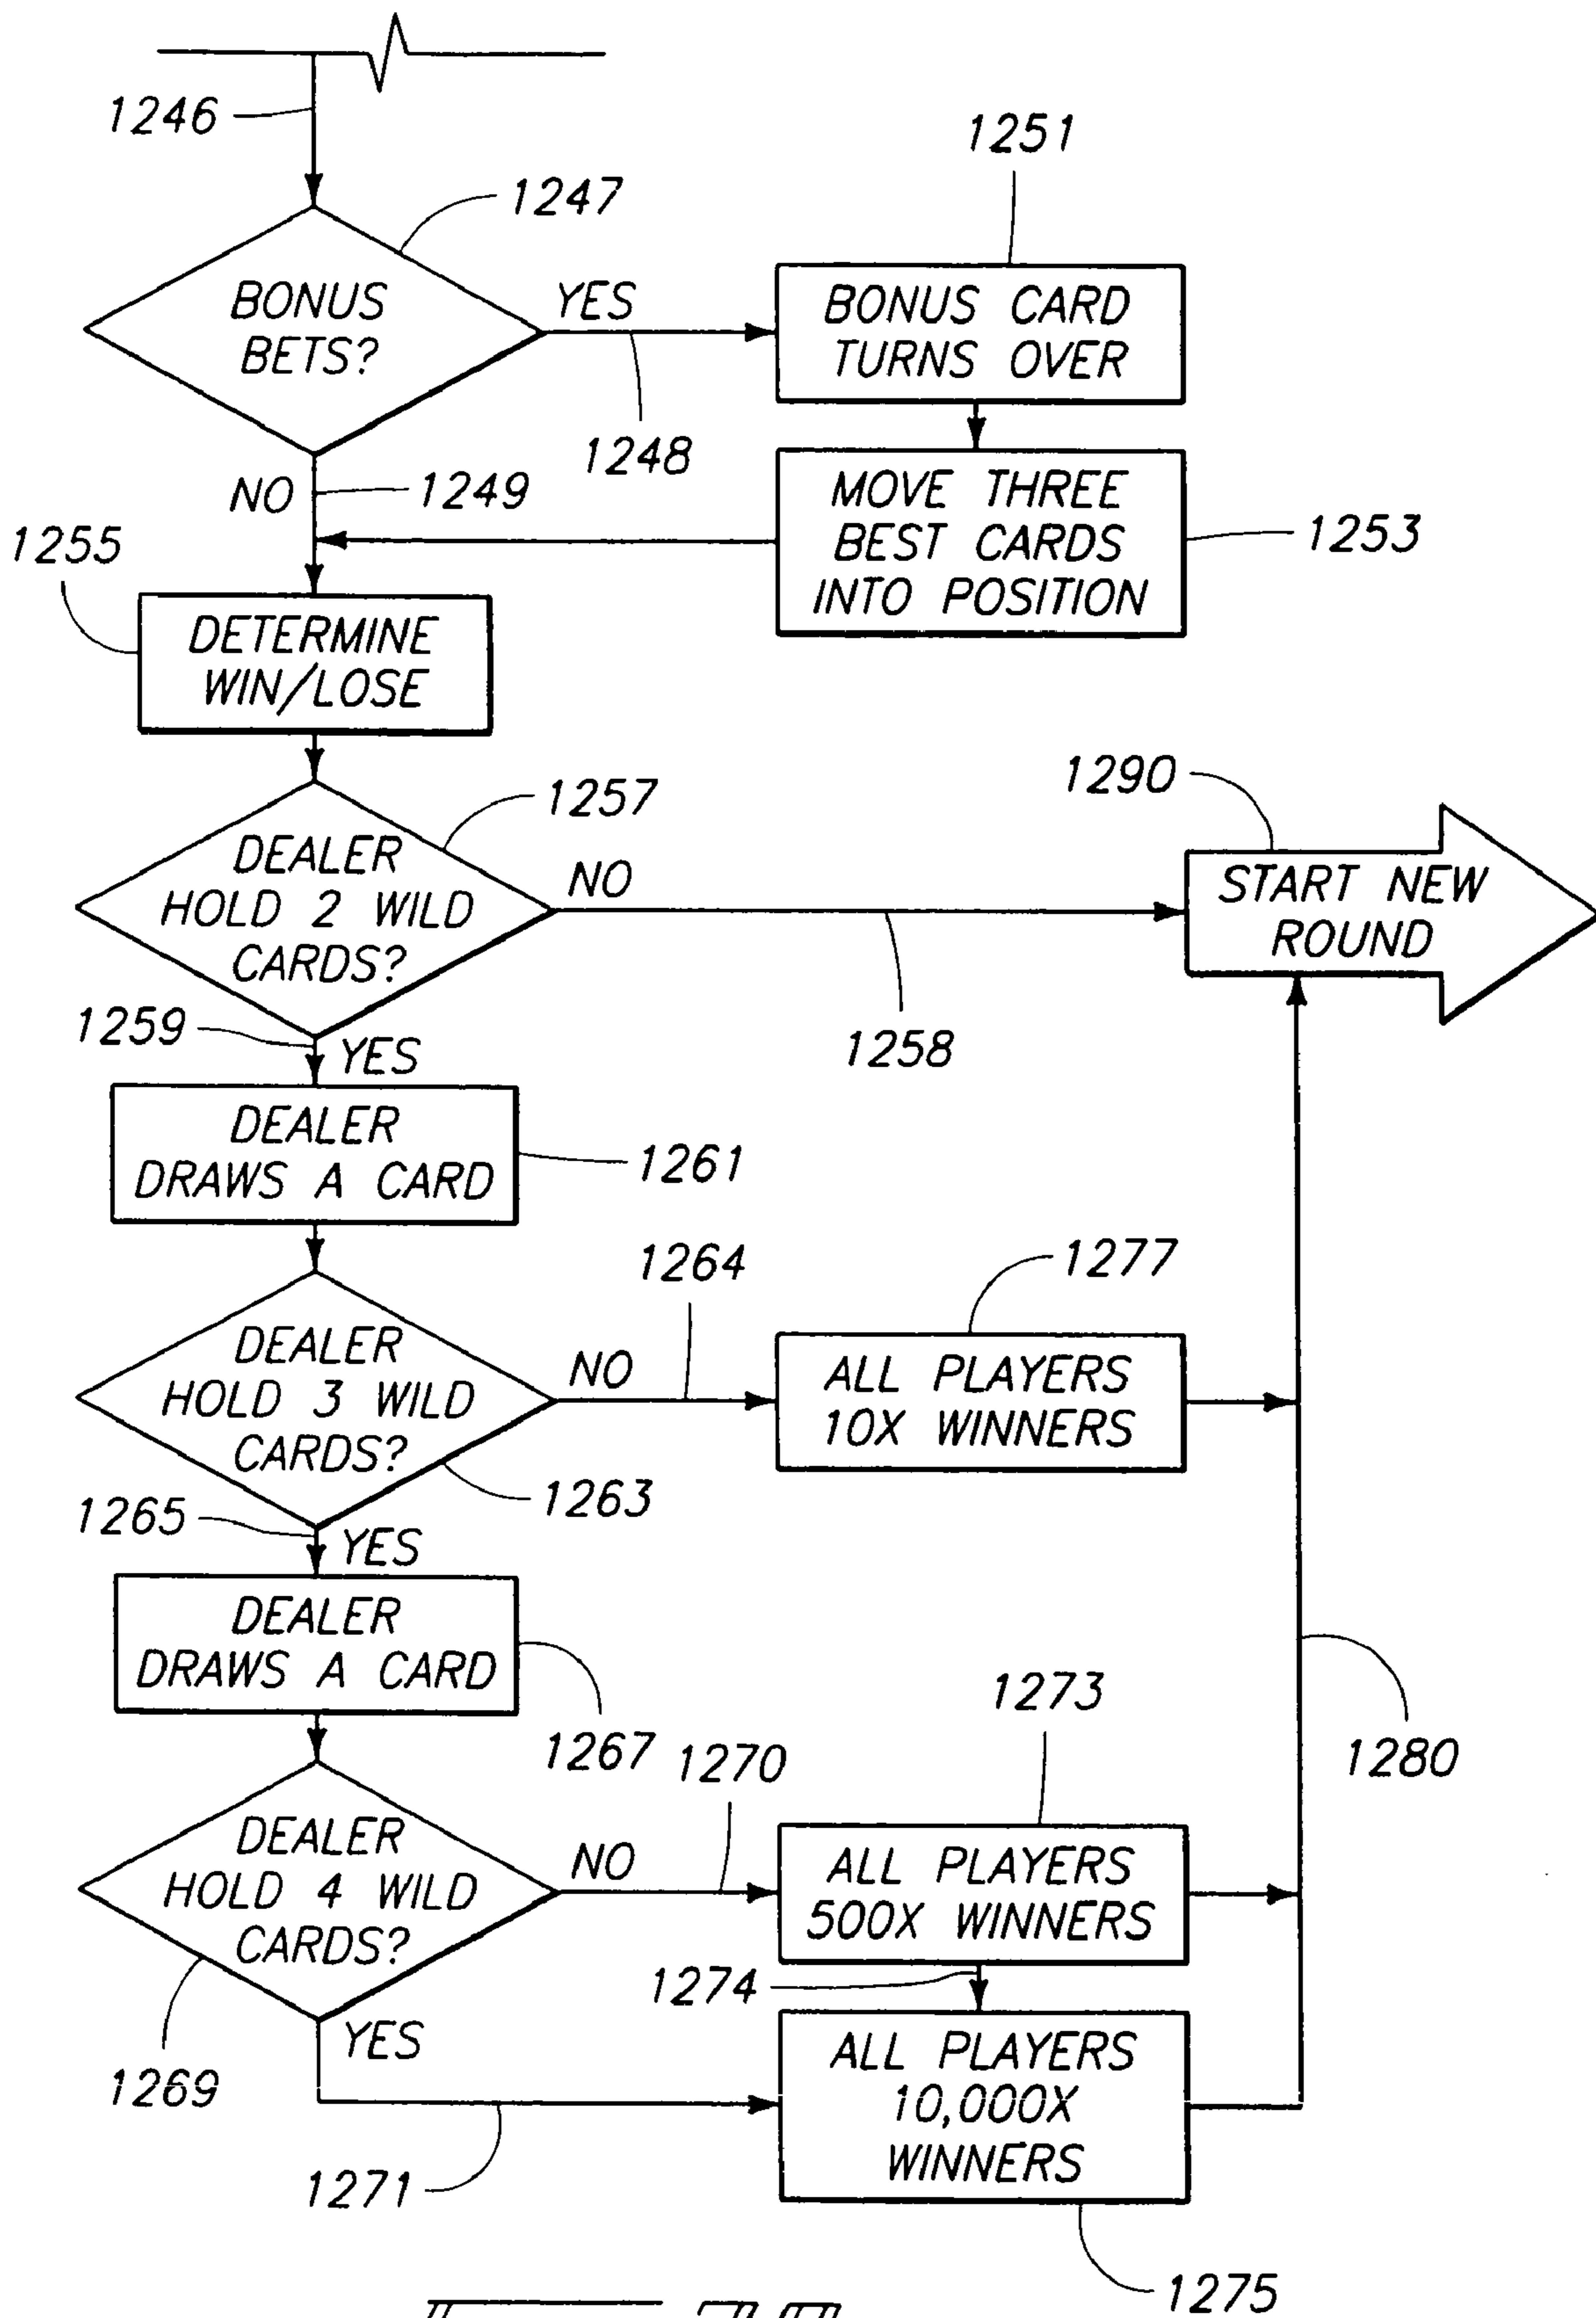 1246
1247
1251
BONUS
BETS?
YES
1248
BONUS CARD
TURNS OVER
NO
1249
MOVE THREE
BEST CARDS
INTO POSITION
1253
1255
DETERMINE
WIN/LOSE
1257
DEALER
HOLD 2 WILD
CARDS?
NO
1258
1290
START NEW
ROUND
1259
YES
DEALER
DRAWS A CARD
1261
1264
1277
DEALER
HOLD 3 WILD
CARDS?
NO
ALL PLAYERS
10X WINNERS
1263
1265
YES
DEALER
DRAWS A CARD
1267
1270
1273
1280
DEALER
HOLD 4 WILD
CARDS?
NO
ALL PLAYERS
500X WINNERS
1274
1269
YES
1271
ALL PLAYERS
10,000X
WINNERS
1275